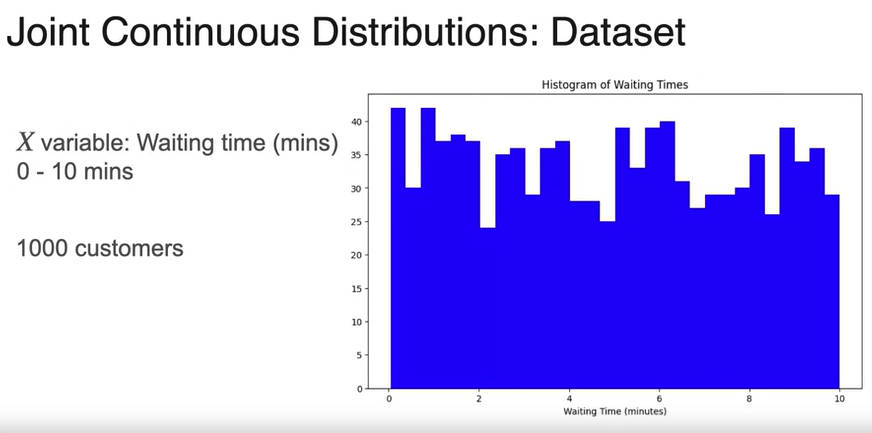 Joint Continuous Distributions: Dataset
X variable: Waiting time (mins)
0 - 10 mins
1000 customers
Histogram of Waiting Times
40
35
30
25
20
15
10
5
0
0 2 4 6 8 10
Waiting Time (minutes)